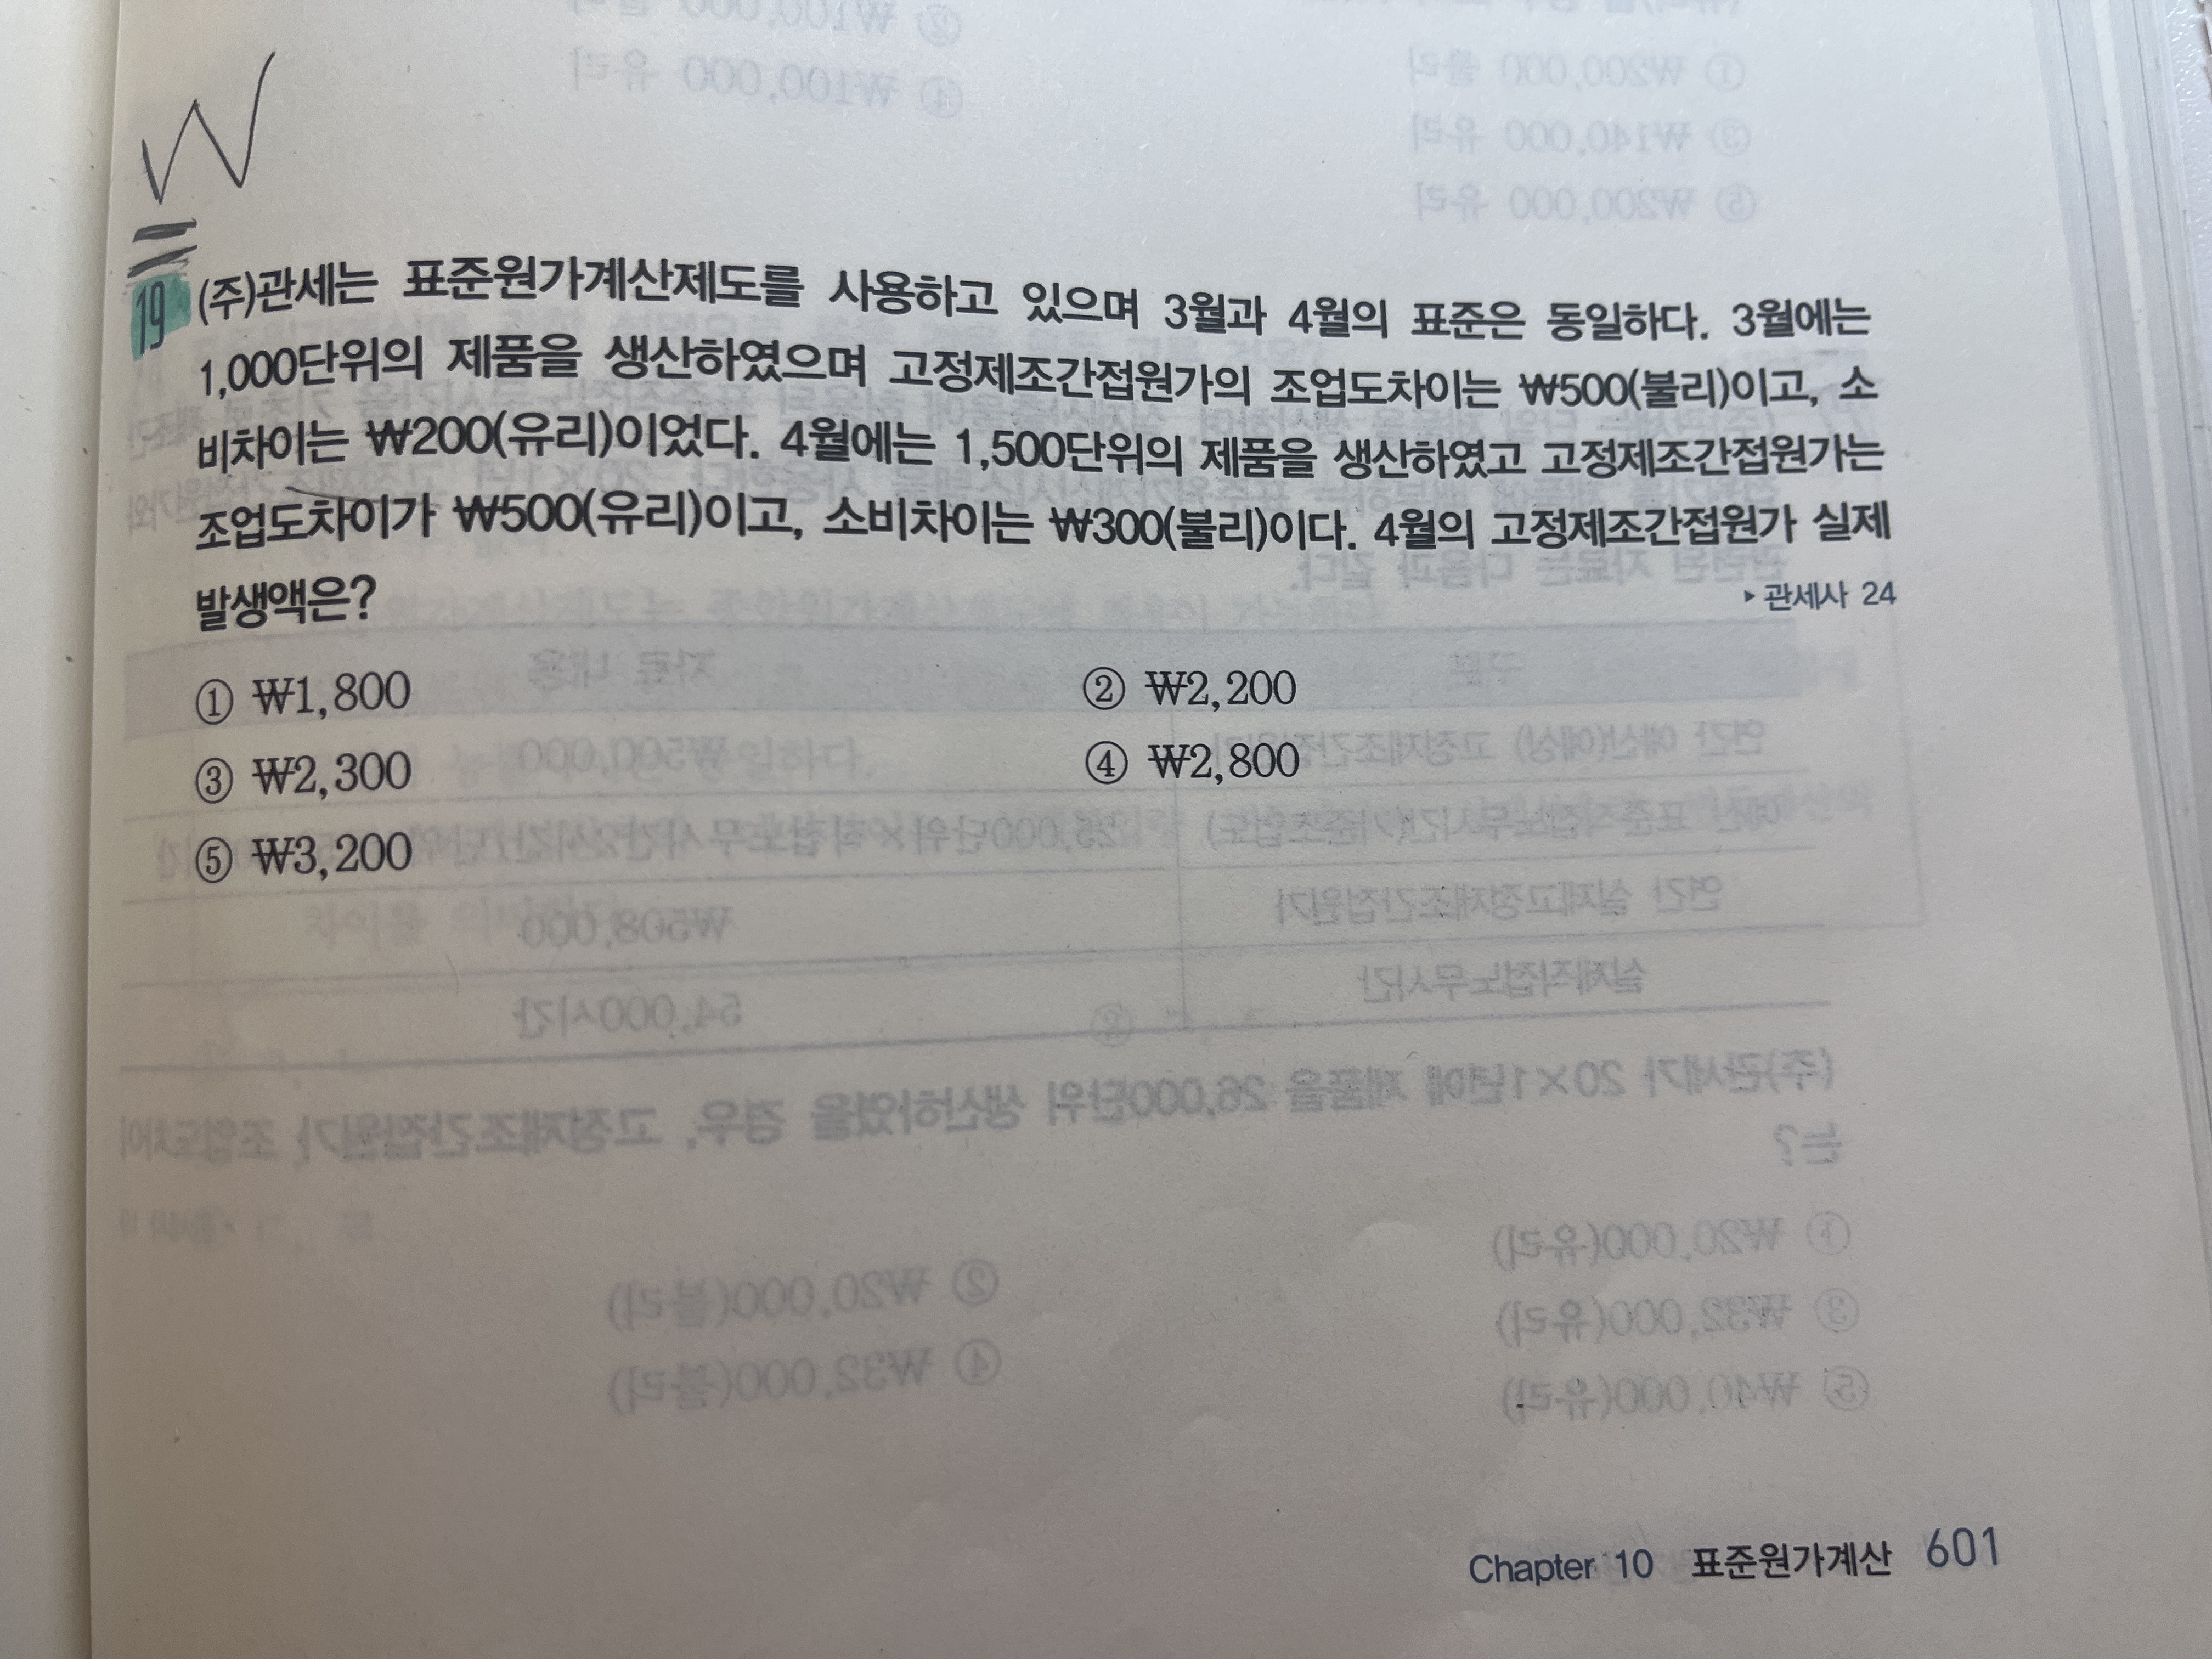 W
19 (주)관세는 표준원가계산제도를 사용하고 있으며 3월과 4월의 표준은 동일하다. 3월에는
1,000단위의 제품을 생산하였으며 고정제조간접원가의 조업도차이는 ₩500(불리)이고, 소
비차이는 ₩200(유리)이었다. 4월에는 1,500단위의 제품을 생산하였고 고정제조간접원가는
조업도차이가 ₩500(유리)이고, 소비차이는 ₩300(불리)이다. 4월의 고정제조간접원가 실제
발생액은?
▸관세사 24
① ₩1,800 ② ₩2,200
③ ₩2,300 ④ ₩2,800
⑤ ₩3,200
Chapter 10 표준원가계산 601